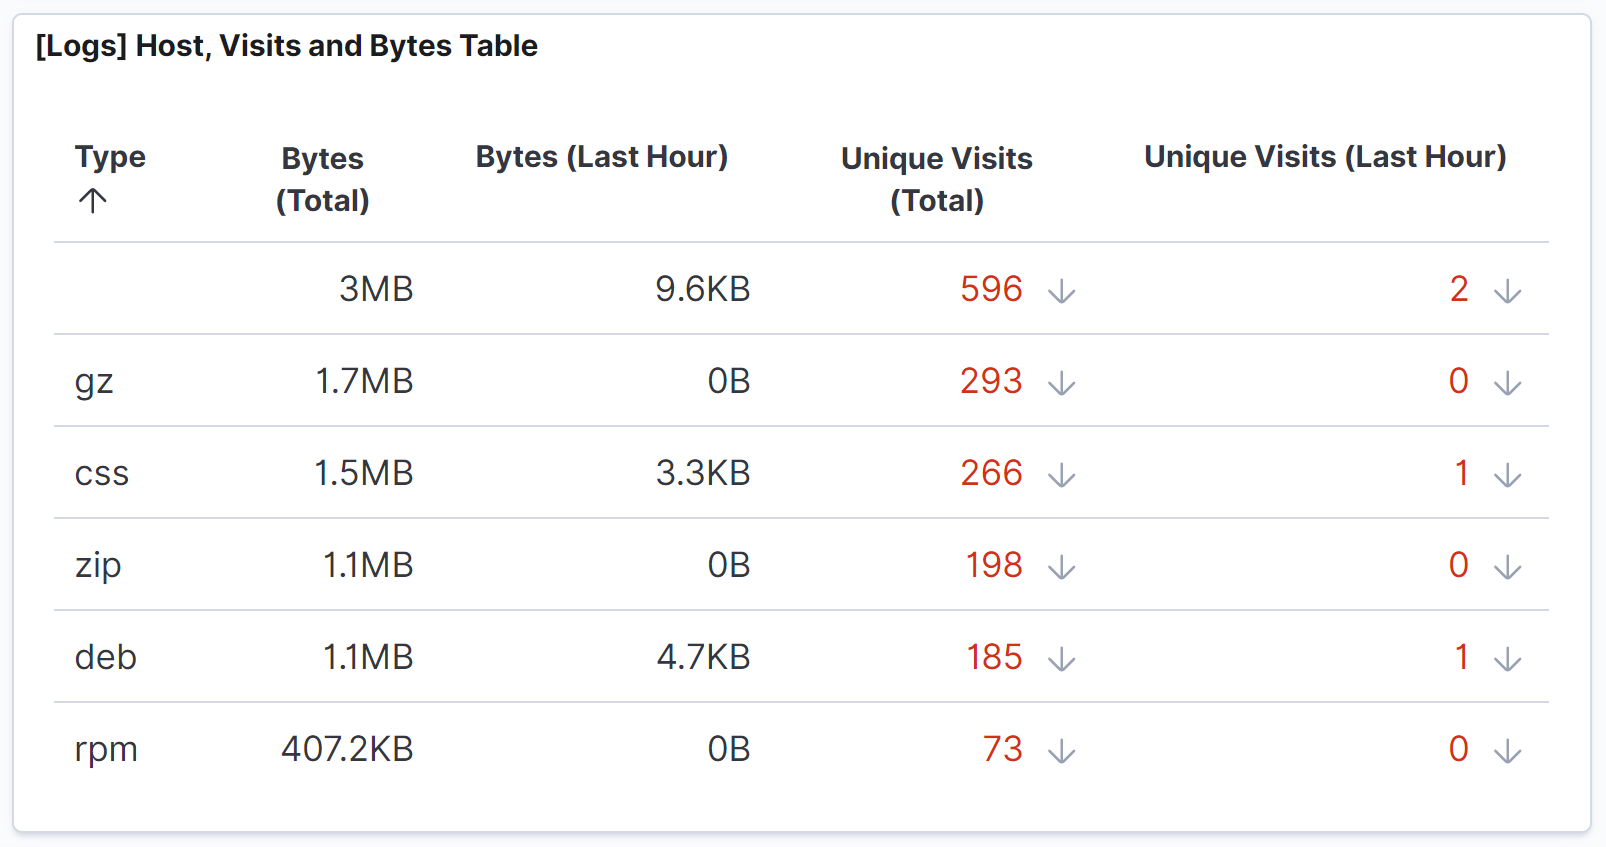 [Logs] Host, Visits and Bytes Table
Type Bytes (Total) Bytes (Last Hour) Unique Visits (Total) Unique Visits (Last Hour)
3MB 9.6KB 596 2
gz 1.7MB 0B 293 0
css 1.5MB 3.3KB 266 1
zip 1.1MB 0B 198 0
deb 1.1MB 4.7KB 185 1
rpm 407.2KB 0B 73 0